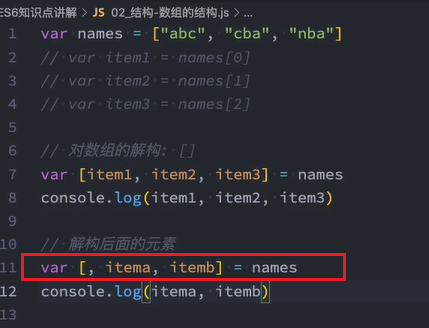 ES6知识点讲解 > JS 02_结构-数组的结构.js > ...
1 var names = ["abc", "cba", "nba"]
2 // var item1 = names[0]
3 // var item2 = names[1]
4 // var item3 = names[2]
5
6 // 对数组的解构: []
7 var [item1, item2, item3] = names
8 console.log(item1, item2, item3)
9
10 // 解构后面的元素
11 var [, itema, itemb] = names
12 console.log(itema, itemb)
13